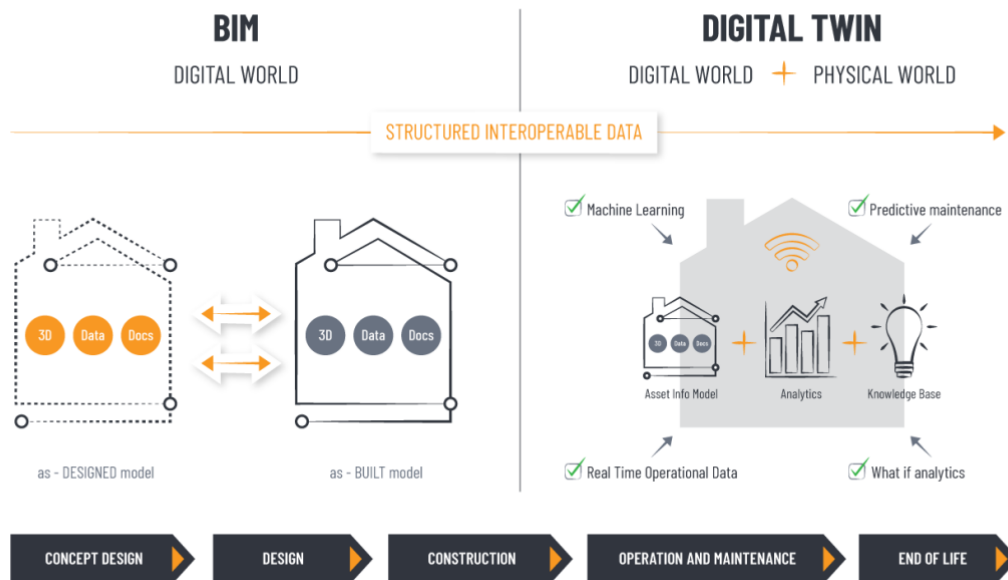 BIM
DIGITAL WORLD
DIGITAL TWIN
DIGITAL WORLD + PHYSICAL WORLD
STRUCTURED INTEROPERABLE DATA
3D Data Docs
as - DESIGNED model
3D Data Docs
as - BUILT model
Machine Learning
Predictive maintenance
3D Data Docs
Asset Info Model + Analytics + Knowledge Base
Real Time Operational Data
What if analytics
CONCEPT DESIGN
DESIGN
CONSTRUCTION
OPERATION AND MAINTENANCE
END OF LIFE